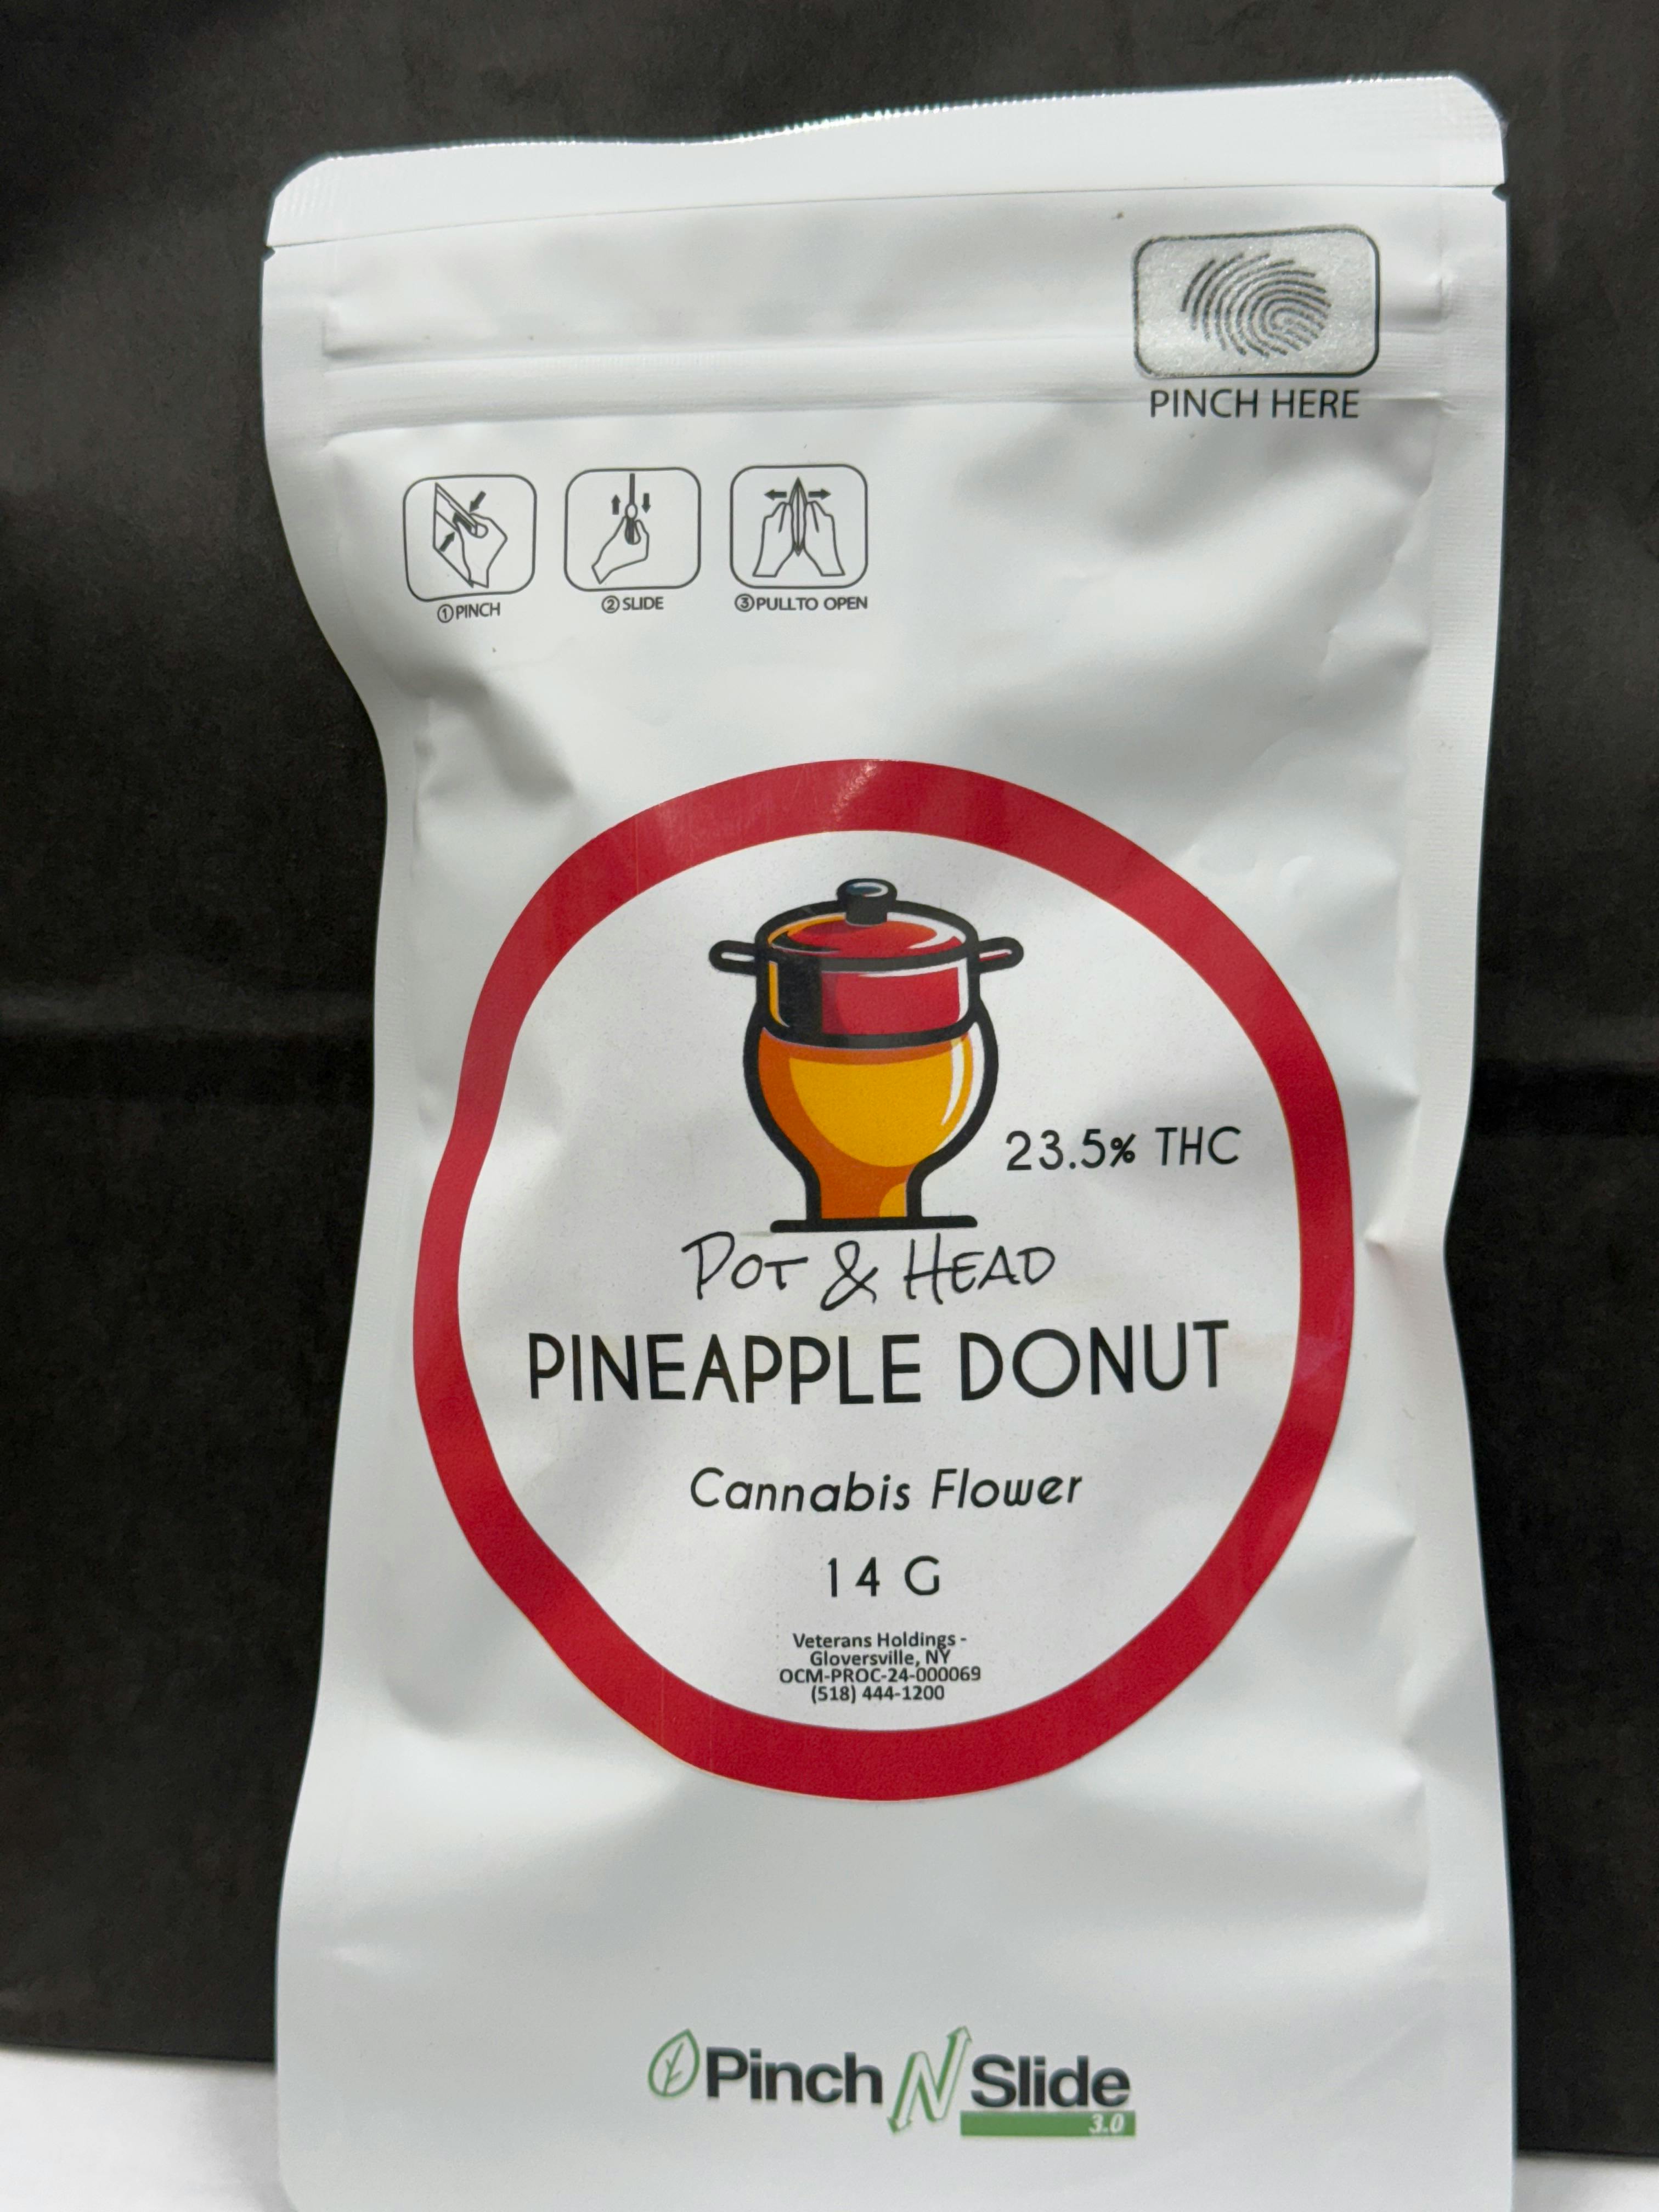 PINCH HERE
①PINCH
②SLIDE
③PULLTO OPEN
23.5% THC
POT & HEAD
PINEAPPLE DONUT
Cannabis Flower
14 G
Veterans Holdings -
Gloversville, NY
OCM-PROC-24-000069
(518) 444-1200
Pinch N Slide
3.0